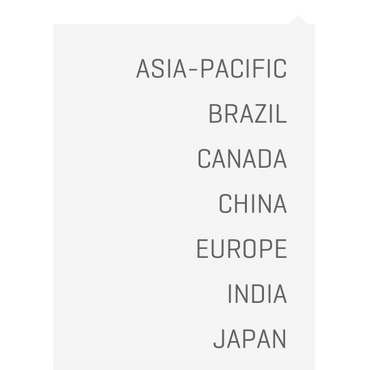 ASIA-PACIFIC
BRAZIL
CANADA
CHINA
EUROPE
INDIA
JAPAN